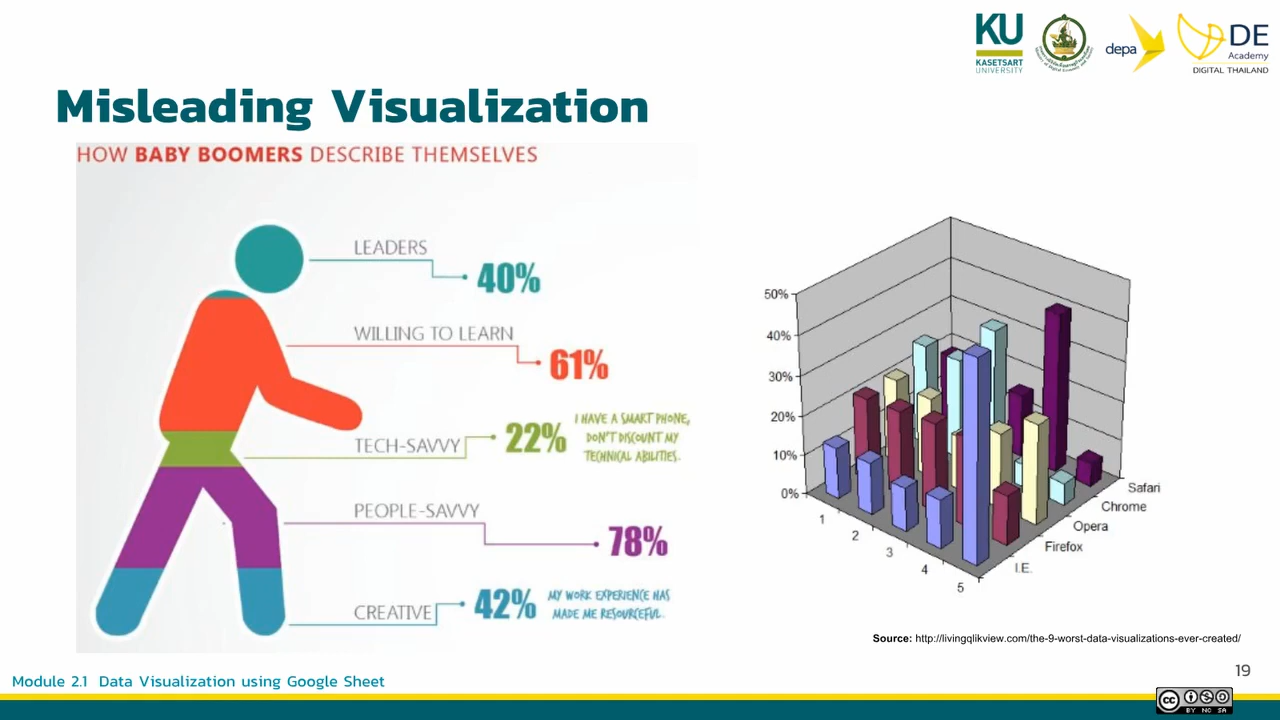 KU
KASETSART
UNIVERSITY
depa
DE
Academy
DIGITAL THAILAND
Misleading Visualization
HOW BABY BOOMERS DESCRIBE THEMSELVES
LEADERS
40%
WILLING TO LEARN
61%
TECH-SAVVY
22%
I HAVE A SMART PHONE,
DON'T DISCOUNT MY
TECHNICAL ABILITIES.
PEOPLE-SAVVY
78%
CREATIVE
42%
MY WORK EXPERIENCE HAS
MADE ME RESOURCEFUL.
50%
40%
30%
20%
10%
0%
1
2
3
4
5
Safari
Chrome
Opera
Firefox
I.E.
Source: http://livingqlikview.com/the-9-worst-data-visualizations-ever-created/
19
Module 2.1 Data Visualization using Google Sheet
cc
BY NC SA